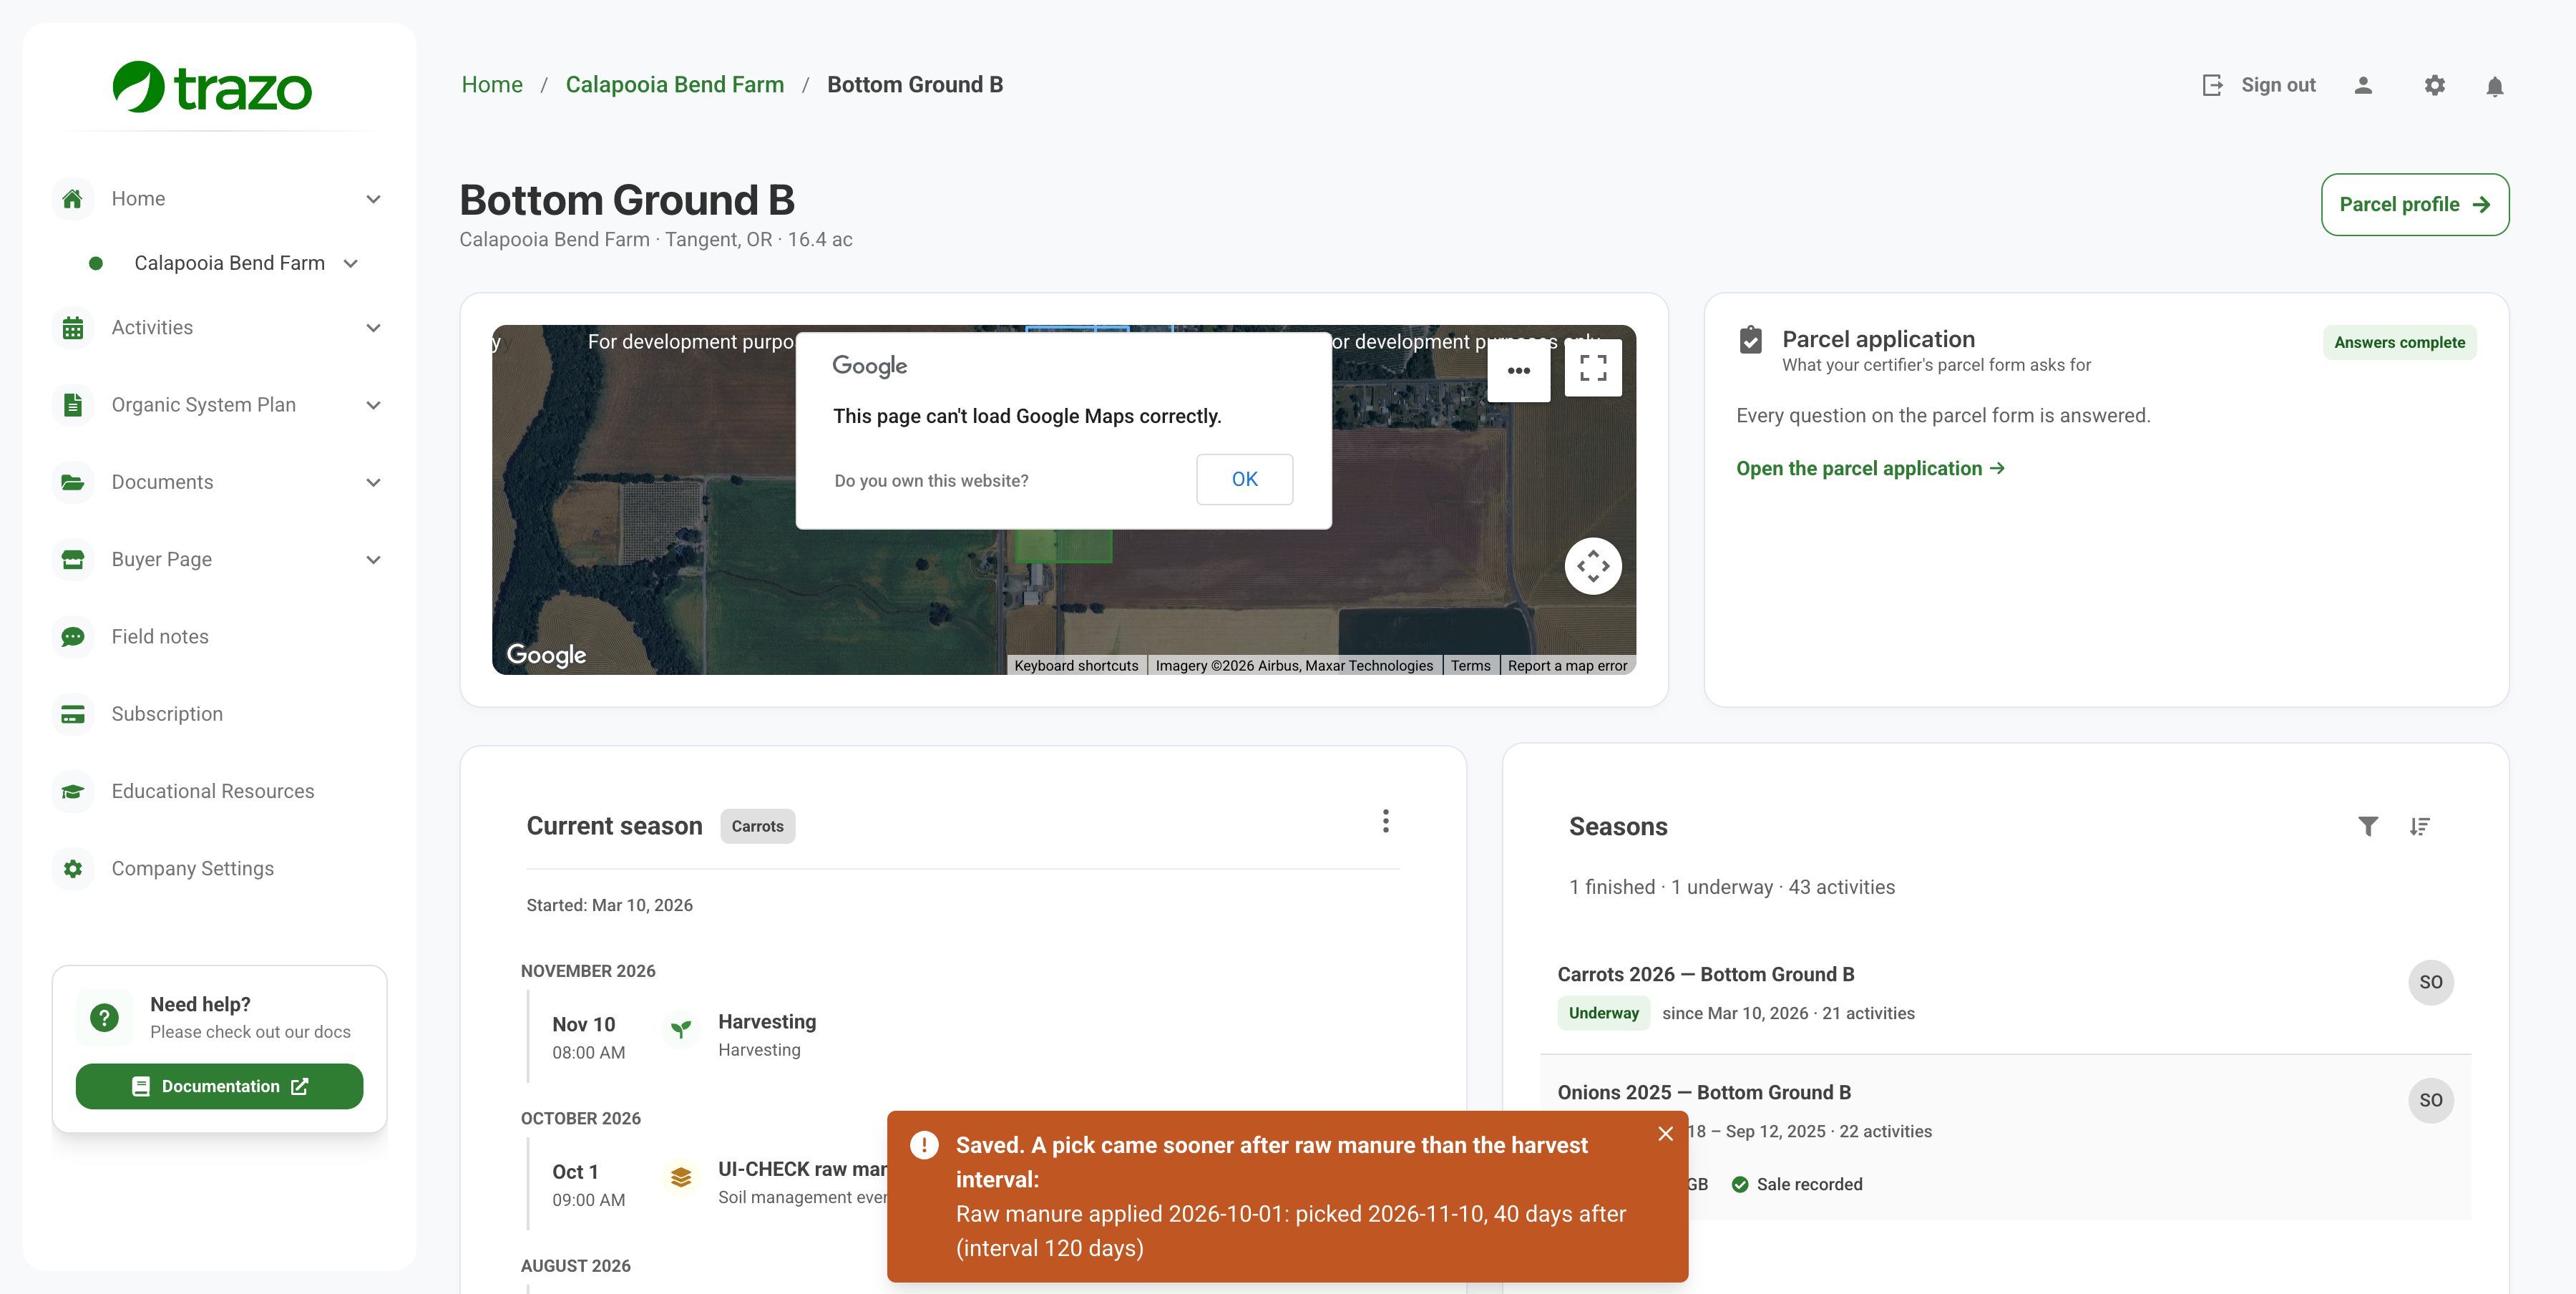 trazo
Home
Calapooia Bend Farm
Activities
Organic System Plan
Documents
Buyer Page
Field notes
Subscription
Educational Resources
Company Settings
Need help?
Please check out our docs
Documentation
Home / Calapooia Bend Farm / Bottom Ground B
Sign out
Bottom Ground B
Calapooia Bend Farm · Tangent, OR · 16.4 ac
Parcel profile
y
For development purpo
or development purposes only
Google
This page can't load Google Maps correctly.
Do you own this website?
OK
Google
Keyboard shortcuts
Imagery ©2026 Airbus, Maxar Technologies
Terms
Report a map error
Parcel application
What your certifier's parcel form asks for
Answers complete
Every question on the parcel form is answered.
Open the parcel application →
Current season
Carrots
Started: Mar 10, 2026
NOVEMBER 2026
Nov 10
08:00 AM
Harvesting
Harvesting
OCTOBER 2026
Oct 1
09:00 AM
UI-CHECK raw mar
Soil management ever
AUGUST 2026
Seasons
1 finished · 1 underway · 43 activities
Carrots 2026 — Bottom Ground B
Underway
since Mar 10, 2026 · 21 activities
SO
Onions 2025 — Bottom Ground B
18 – Sep 12, 2025 · 22 activities
SO
GB
Sale recorded
Saved. A pick came sooner after raw manure than the harvest
interval:
Raw manure applied 2026-10-01: picked 2026-11-10, 40 days after
(interval 120 days)